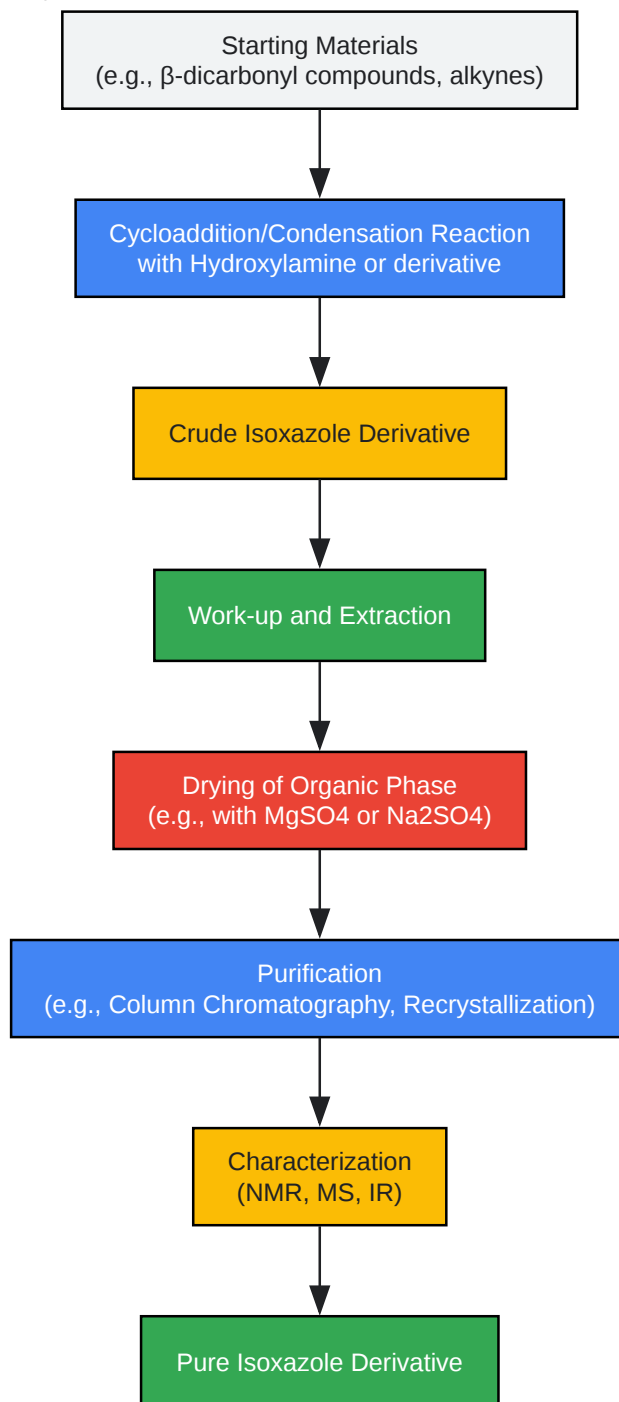 Starting Materials
(e.g., β-dicarbonyl compounds, alkynes)
Cycloaddition/Condensation Reaction
with Hydroxylamine or derivative
Crude Isoxazole Derivative
Work-up and Extraction
Drying of Organic Phase
(e.g., with MgSO4 or Na2SO4)
Purification
(e.g., Column Chromatography, Recrystallization)
Characterization
(NMR, MS, IR)
Pure Isoxazole Derivative